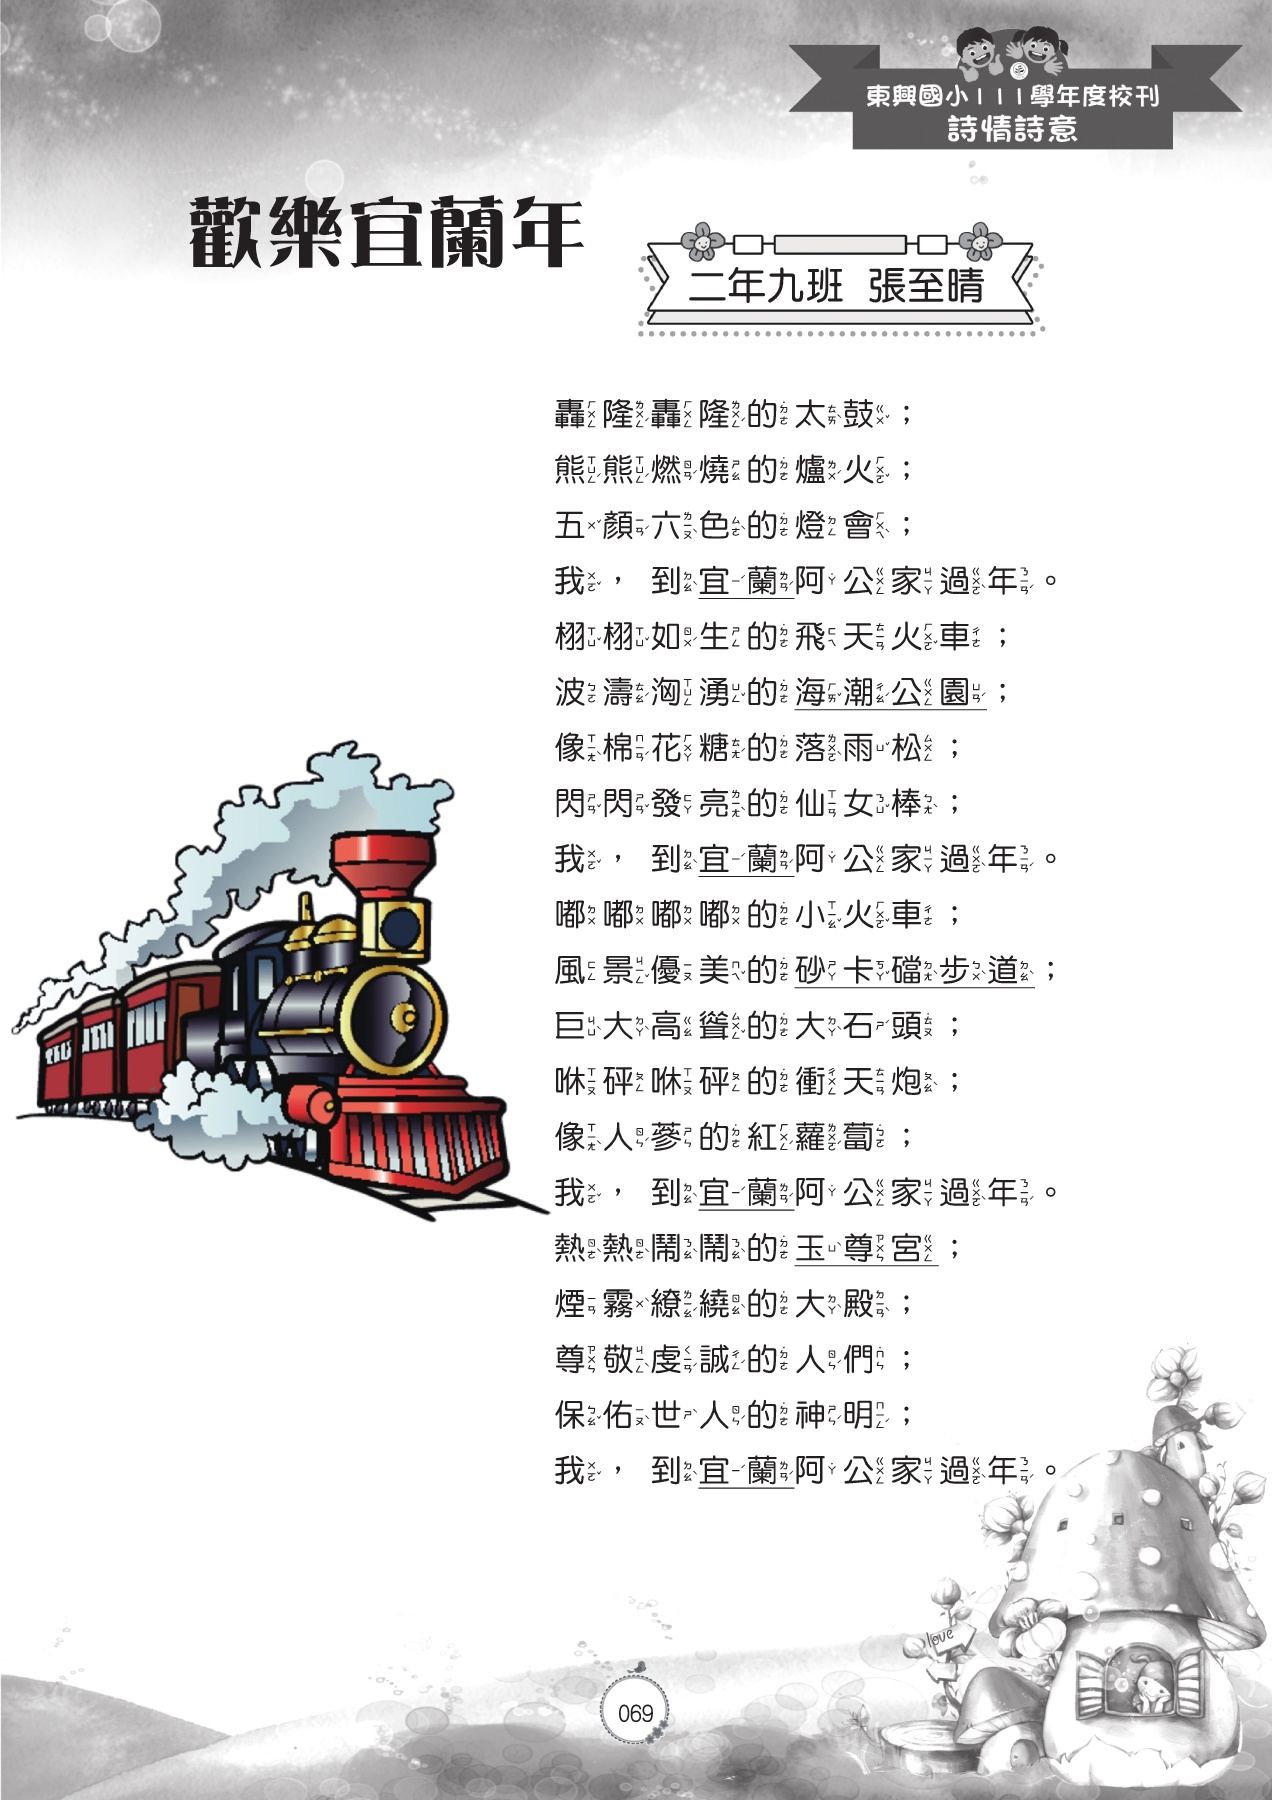 東興國小111學年度校刊
詩情詩意
歡樂宜蘭年
二年九班 張至晴
轟隆轟隆的太鼓；
熊熊燃燒的爐火；
五顏六色的燈會；
我， 到宜蘭阿公家過年。
栩栩如生的飛天火車；
波濤洶湧的海潮公園；
像棉花糖的落雨松；
閃閃發亮的仙女棒；
我， 到宜蘭阿公家過年。
嘟嘟嘟嘟的小火車；
風景優美的砂卡礑步道；
巨大高聳的大石頭；
咻砰咻砰的衝天炮；
像人蔘的紅蘿蔔；
我， 到宜蘭阿公家過年。
熱熱鬧鬧的玉尊宮；
煙霧繚繞的大殿；
尊敬虔誠的人們；
保佑世人的神明；
我， 到宜蘭阿公家過年。
love
069